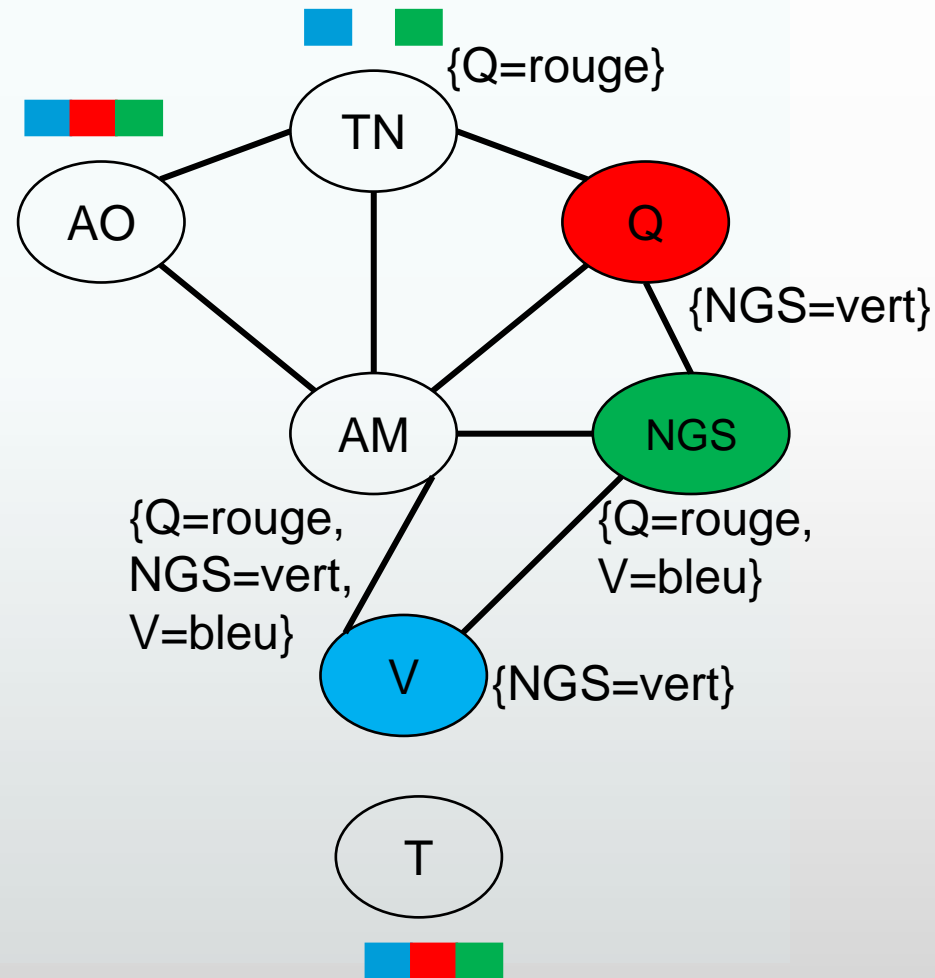 {Q=rouge}
TN
AO
Q
{NGS=vert}
AM
NGS
{Q=rouge,
NGS=vert,
V=bleu}
{Q=rouge,
V=bleu}
V
{NGS=vert}
T